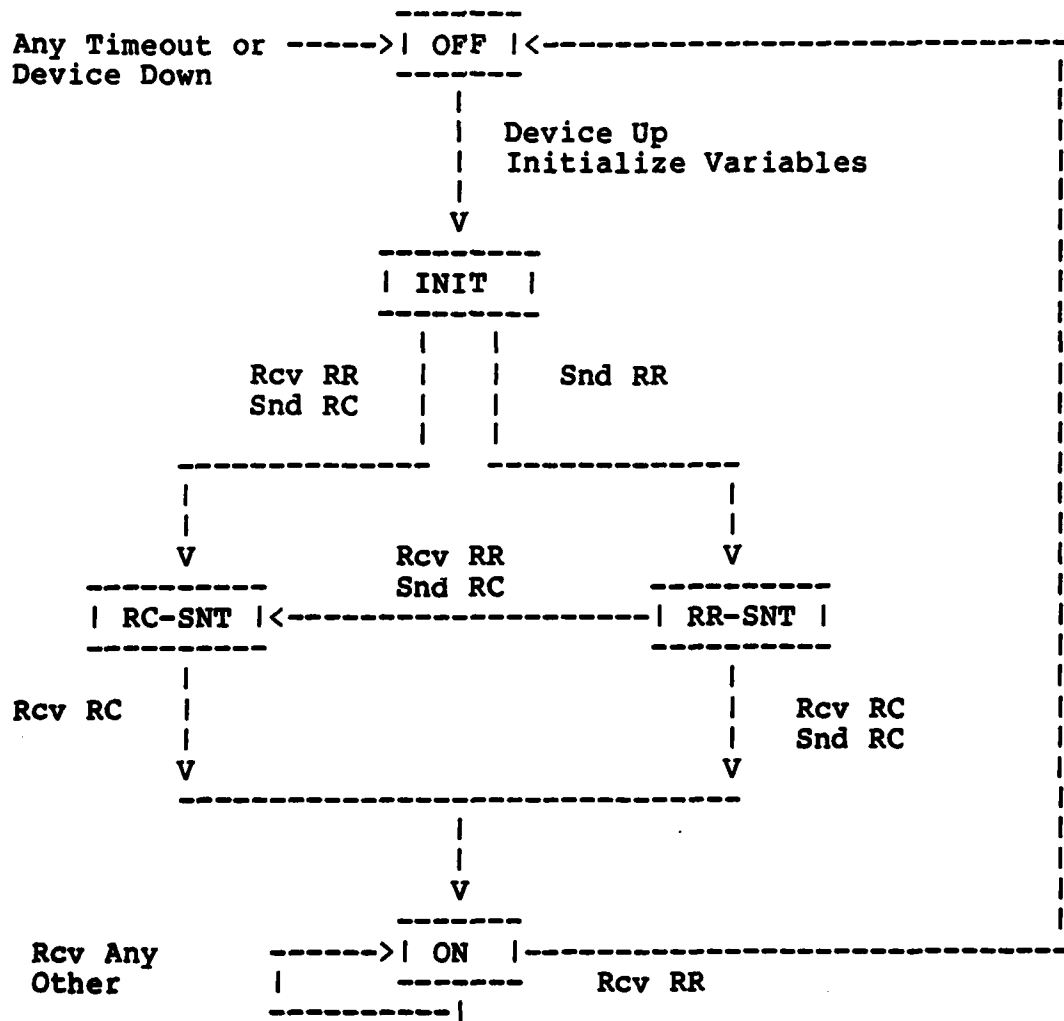 Any Timeout or ----->| OFF |<-----
Device Down
Device Up
Initialize Variables
V
| INIT |
Rcv RR
Snd RC
Snd RR
V V
Rcv RR
Snd RC
| RC-SNT |<-----| RR-SNT |
Rcv RC
Rcv RC
Snd RC
V V
V
Rcv Any
Other
----->| ON |-----
Rcv RR